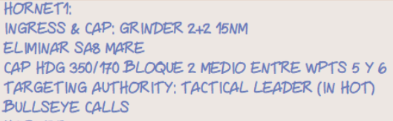 HORNET1:
INGRESS & CAP: GRINDER 2+2 15NM
ELIMINAR SA8 MARE
CAP HDG 350/170 BLOQUE 2 MEDIO ENTRE WPTS 5 Y 6
TARGETING AUTHORITY: TACTICAL LEADER (IN HOT)
BULLSEYE CALLS